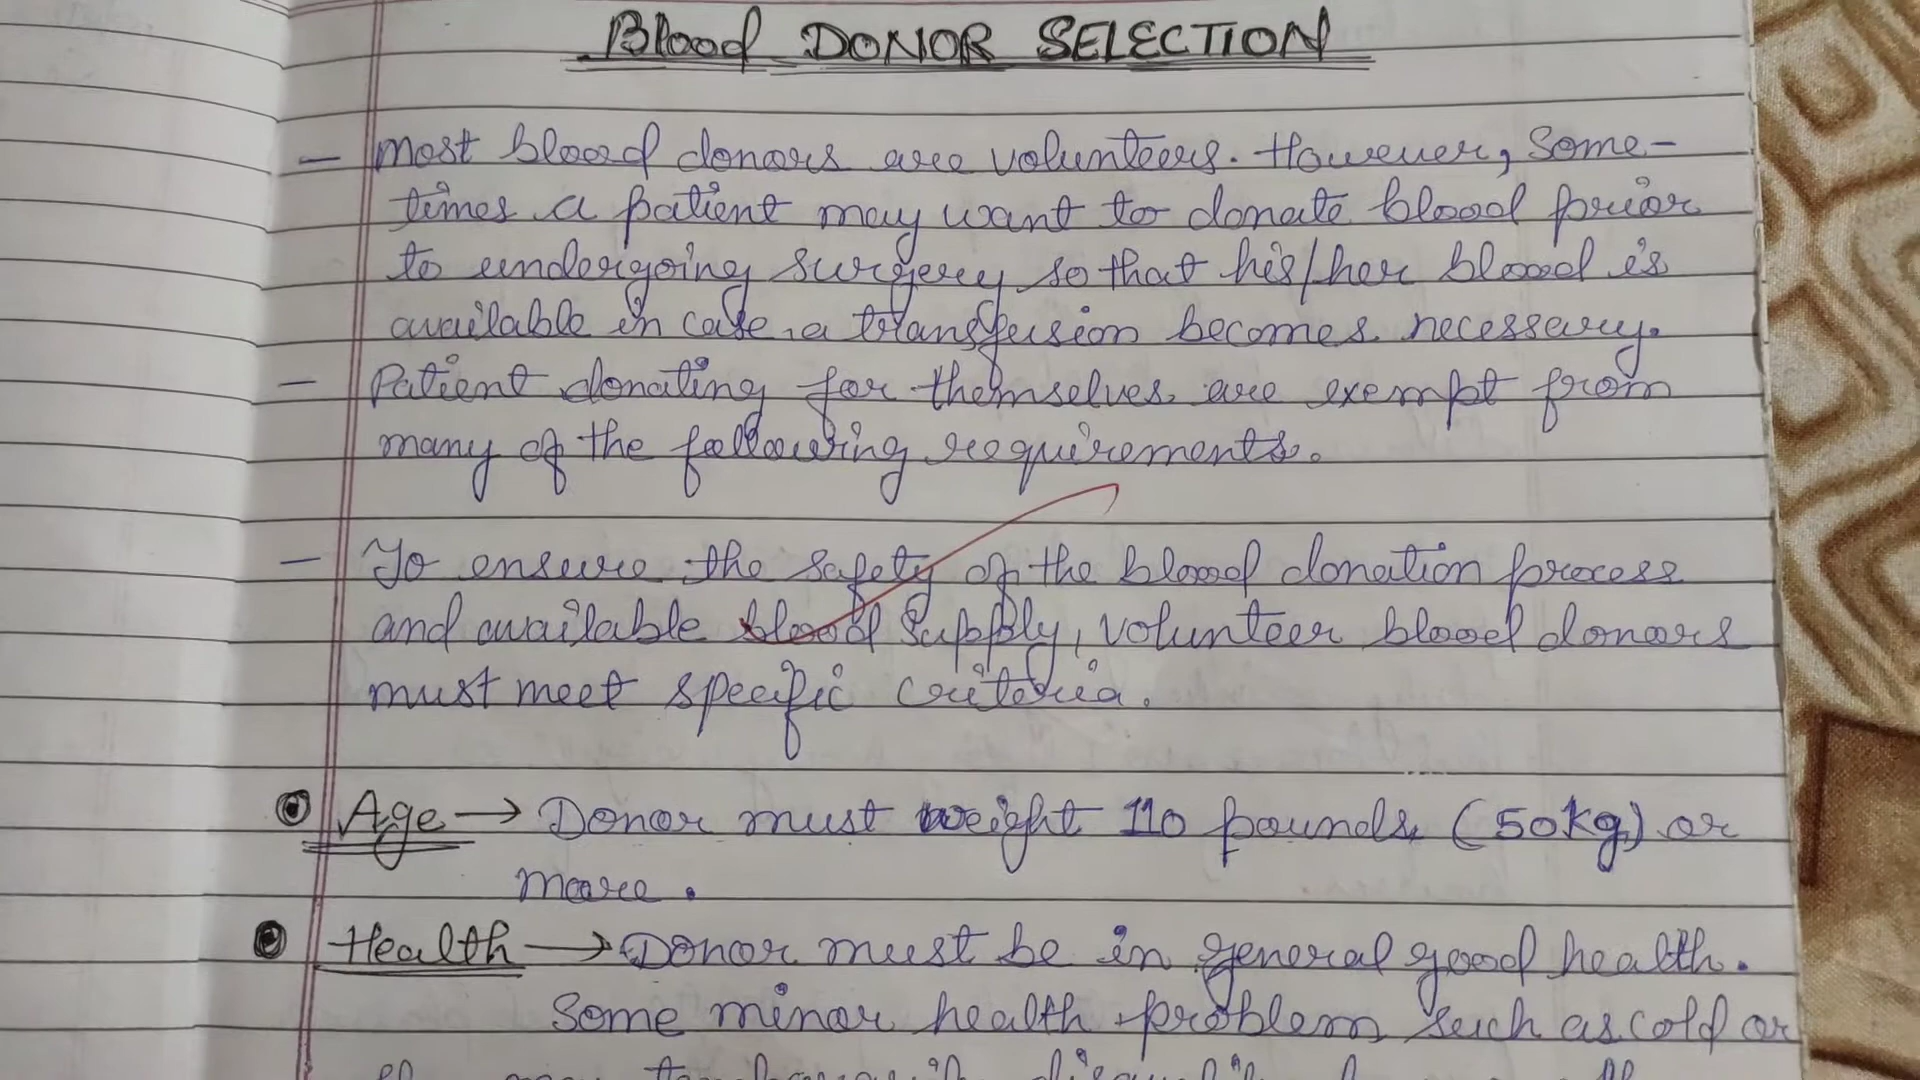 Blood DONOR SELECTION
- most blood donors are volunteers. However, some-
times a patient may want to donate blood prior
to undergoing surgery so that his/her blood is
available in case a transfusion becomes necessary.
- Patient donating for themselves are exempt from
many of the following requirements.
- To ensure the safety of the blood donation process
and available blood supply, volunteer blood donors
must meet specific criteria.
Age → Donor must weight 110 pounds (50kg) or
more.
Health → Donor must be in general good health.
Some minor health problem such as cold or